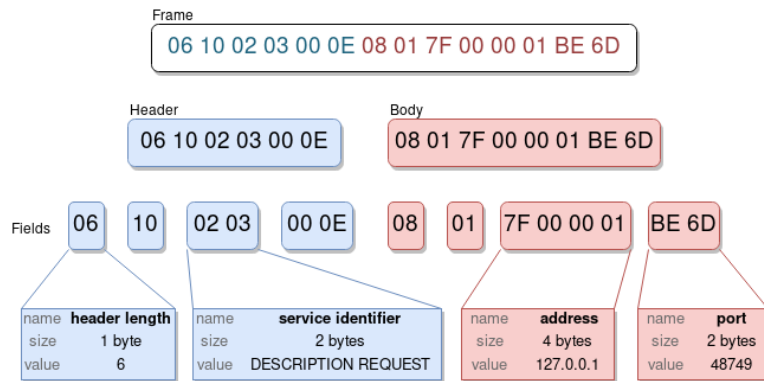 Frame
06 10 02 03 00 0E 08 01 7F 00 00 01 BE 6D
Header
06 10 02 03 00 0E
Body
08 01 7F 00 00 01 BE 6D
Fields
06
10
02 03
00 0E
08
01
7F 00 00 01
BE 6D
name header length
size 1 byte
value 6
name service identifier
size 2 bytes
value DESCRIPTION REQUEST
name address
size 4 bytes
value 127.0.0.1
name port
size 2 bytes
value 48749